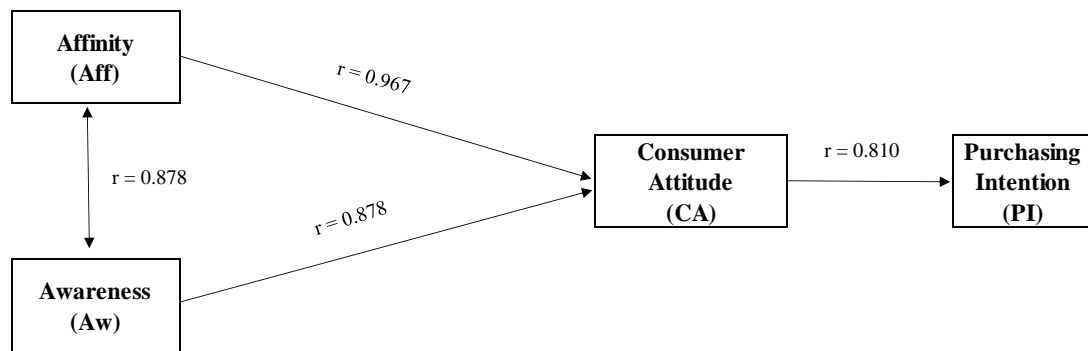 Affinity
(Aff)
r = 0.967
Consumer
Attitude
(CA)
r = 0.810
Purchasing
Intention
(PI)
r = 0.878
r = 0.878
Awareness
(Aw)